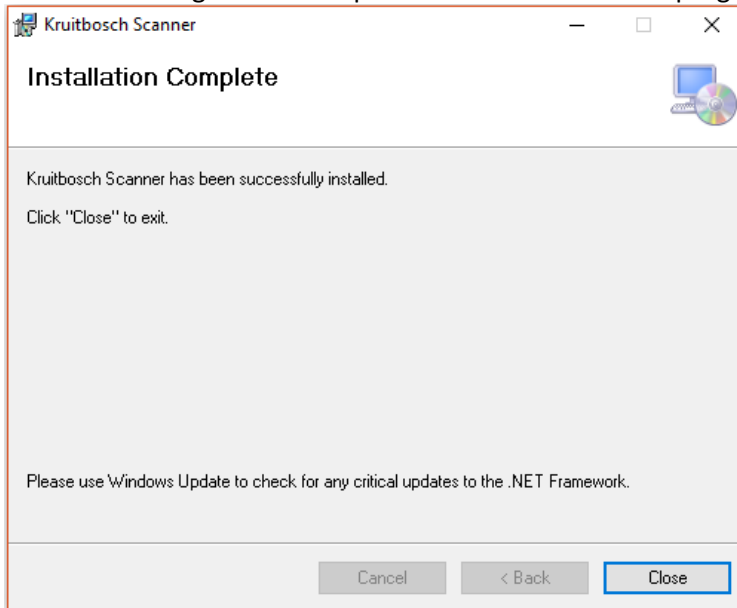 Kruitbosch Scanner
Installation Complete
Kruitbosch Scanner has been successfully installed.
Click "Close" to exit.
Please use Windows Update to check for any critical updates to the .NET Framework.
Cancel
< Back
Close